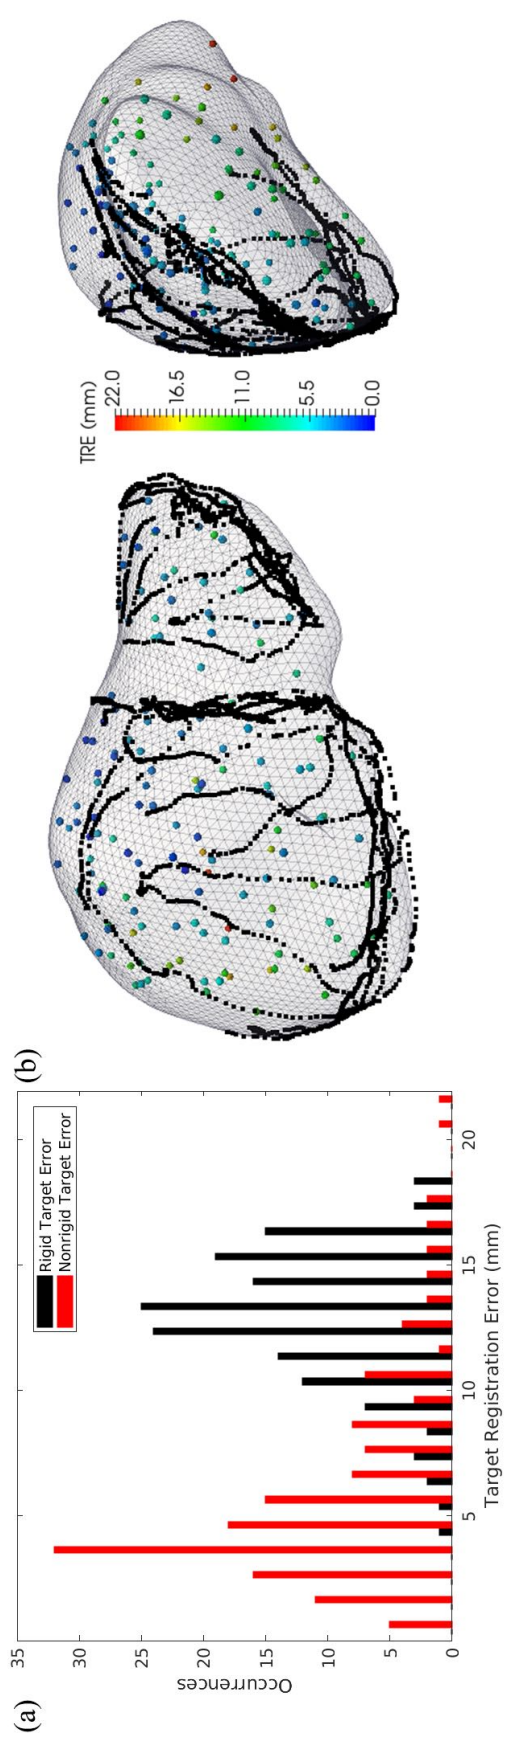 (a)
35
30
25
20
15
10
5
0
Occurrences
5
10
15
20
Target Registration Error (mm)
Rigid Target Error
Nonrigid Target Error
(b)
TRE (mm)
22.0
16.5
11.0
5.5
0.0